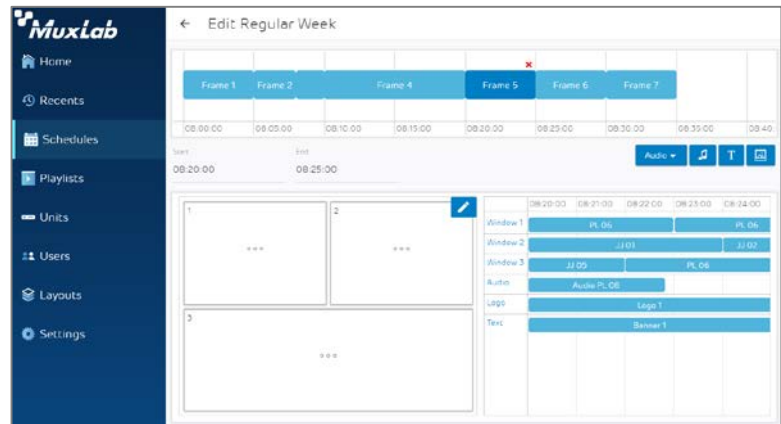 MuxLab
← Edit Regular Week
Home
Recents
Schedules
Playlists
Units
Users
Layouts
Settings
Frame 1 Frame 2 Frame 4 Frame 5 Frame 6 Frame 7
08:00:00 08:05:00 08:10:00 08:15:00 08:20:00 08:25:00 08:30:00 08:35:00 08:40:
Start End
08:20:00 08:25:00
Audio T
1 2
3
08:20:00 08:21:00 08:22:00 08:23:00 08:24:00
Window 1 PL 06 PL 06
Window 2 JJ 01 JJ 02
Window 3 JJ 05 PL 06
Audio Audio PL 08
Logo Logo 1
Text Banner 1